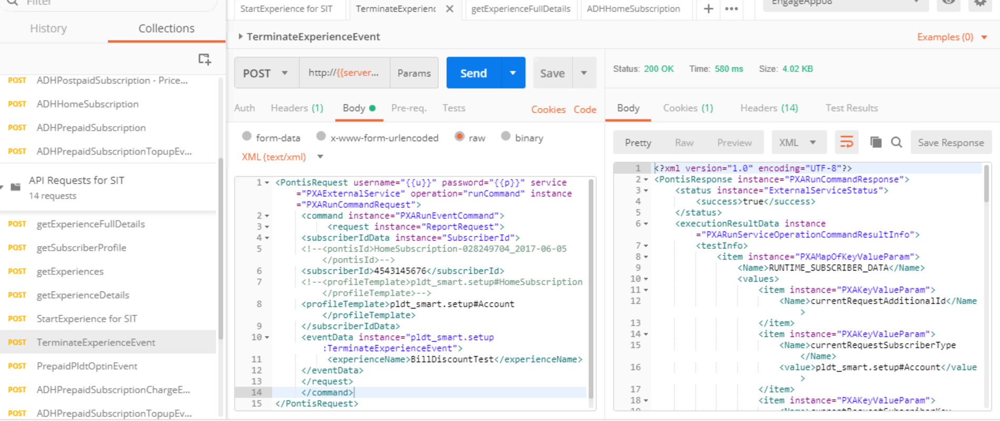 Filter
History
Collections
POST ADHPostpaidSubscription - Price...
POST ADHHomeSubscription
POST ADHPrepaidSubscription
POST ADHPrepaidSubscriptionTopupEv...
API Requests for SIT
14 requests
POST getExperienceFullDetails
POST getSubscriberProfile
POST getExperiences
POST getExperienceDetails
POST StartExperience for SIT
POST TerminateExperienceEvent
POST PrepaidPldtOptinEvent
POST ADHPrepaidSubscriptionChargeE...
POST ADHPrepaidSubscriptionTopupEv...
StartExperience for SIT
TerminateExperienc
getExperienceFullDetails
ADHHomeSubscription
EngageApp08
TerminateExperienceEvent
Examples (0)
POST
http://{{server...
Params
Send
Save
Auth
Headers (1)
Body
Pre-req.
Tests
Cookies Code
form-data
x-www-form-urlencoded
raw
binary
XML (text/xml)
1 <PontisRequest username="{{u}}" password="{{p}}" service
="PXAExternalService" operation="runCommand" instance
="PXARunCommandRequest">
2 <command instance="PXARunEventCommand">
3 <request instance="ReportRequest">
4 <subscriberIdData instance="SubscriberId">
5 <!--<pontisId>HomeSubscription-028249704_2017-06-05
</pontisId>-->
6 <subscriberId>4543145676</subscriberId>
7 <!--<profileTemplate>pldt_smart.setup#HomeSubscription
</profileTemplate>-->
8 <profileTemplate>pldt_smart.setup#Account
</profileTemplate>
9 </subscriberIdData>
10 <eventData instance="pldt_smart.setup
:TerminateExperienceEvent">
11 <experienceName>BillDiscountTest</experienceName>
12 </eventData>
13 </request>
14 </command>
15 </PontisRequest>
Status: 200 OK Time: 580 ms Size: 4.02 KB
Body
Cookies (1)
Headers (14)
Test Results
Pretty
Raw
Preview
XML
Save Response
1 <?xml version="1.0" encoding="UTF-8"?>
2 <PontisResponse instance="PXARunCommandResponse">
3 <status instance="ExternalServiceStatus">
4 <success>true</success>
5 </status>
6 <executionResultData instance
="PXARunServiceOperationCommandResultInfo">
7 <testInfo>
8 <item instance="PXAMapOfKeyValueParam">
9 <Name>RUNTIME_SUBSCRIBER_DATA</Name>
10 <values>
11 <item instance="PXAKeyValueParam">
12 <Name>currentRequestAdditionalId</Name
>
13 </item>
14 <item instance="PXAKeyValueParam">
15 <Name>currentRequestSubscriberType
</Name>
16 <value>pldt_smart.setup#Account</value
>
17 </item>
18 <item instance="PXAKeyValueParam">